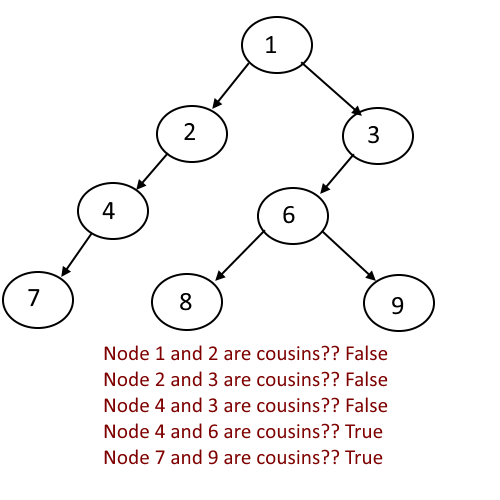 1
2
3
4
6
7
8
9
Node 1 and 2 are cousins?? False
Node 2 and 3 are cousins?? False
Node 4 and 3 are cousins?? False
Node 4 and 6 are cousins?? True
Node 7 and 9 are cousins?? True